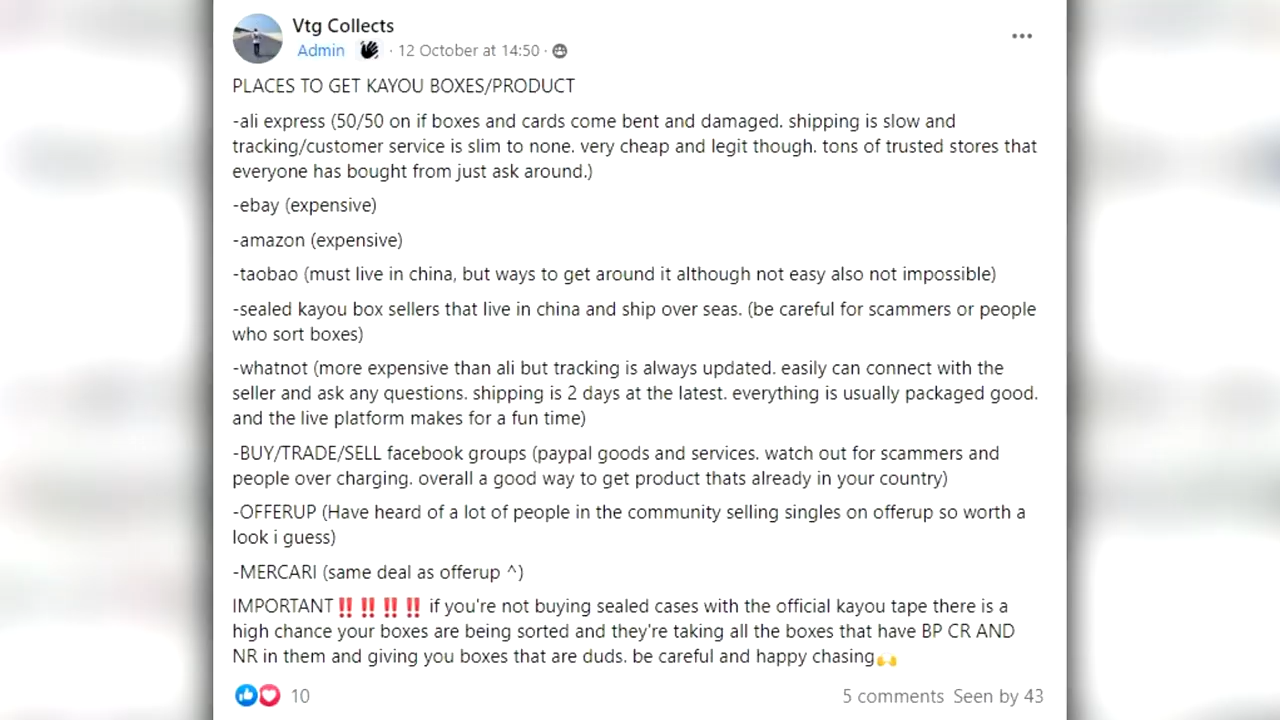 Vtg Collects
Admin · 12 October at 14:50 ·
PLACES TO GET KAYOU BOXES/PRODUCT
-ali express (50/50 on if boxes and cards come bent and damaged. shipping is slow and
tracking/customer service is slim to none. very cheap and legit though. tons of trusted stores that
everyone has bought from just ask around.)
-ebay (expensive)
-amazon (expensive)
-taobao (must live in china, but ways to get around it although not easy also not impossible)
-sealed kayou box sellers that live in china and ship over seas. (be careful for scammers or people
who sort boxes)
-whatnot (more expensive than ali but tracking is always updated. easily can connect with the
seller and ask any questions. shipping is 2 days at the latest. everything is usually packaged good.
and the live platform makes for a fun time)
-BUY/TRADE/SELL facebook groups (paypal goods and services. watch out for scammers and
people over charging. overall a good way to get product thats already in your country)
-OFFERUP (Have heard of a lot of people in the community selling singles on offerup so worth a
look i guess)
-MERCARI (same deal as offerup ^)
IMPORTANT‼️‼️‼️‼️ if you're not buying sealed cases with the official kayou tape there is a
high chance your boxes are being sorted and they're taking all the boxes that have BP CR AND
NR in them and giving you boxes that are duds. be careful and happy chasing🙌
10
5 comments Seen by 43